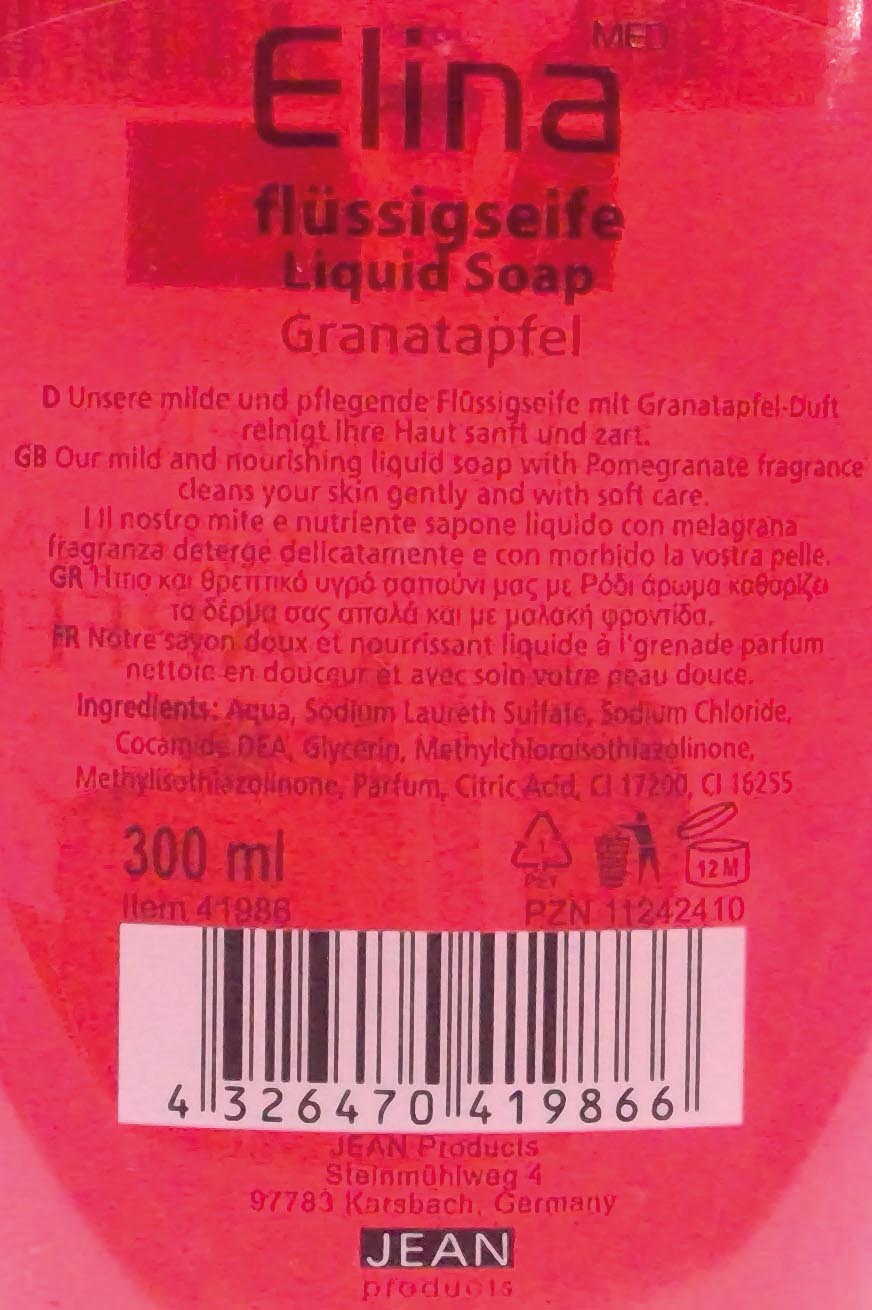 MED
Elina
flüssigseife
Liquid Soap
Granatapfel
D Unsere milde und pflegende Flüssigseife mit Granatapfel-Duft
reinigt Ihre Haut sanft und zart.
GB Our mild and nourishing liquid soap with Pomegranate fragrance
cleans your skin gently and with soft care.
I Il nostro mite e nutriente sapone liquido con melagrana
fragranza deterge delicatamente e con morbido la vostra pelle.
GR Ήπιο και θρεπτικό υγρό σαπούνι μας με Ρόδι άρωμα καθαρίζει
το δέρμα σας απαλά και με μαλακή φροντίδα.
FR Notre savon doux et nourrissant liquide à l'grenade parfum
nettoie en douceur et avec soin votre peau douce.
Ingredients: Aqua, Sodium Laureth Sulfate, Sodium Chloride,
Cocamide DEA, Glycerin, Methylchloroisothiazolinone,
Methylisothiazolinone, Parfum, Citric Acid, CI 17200, CI 16255
300 ml
1
PET
12 M
Item 41986
PZN 11242410
4 326470 419866
JEAN Products
Steinmühlweg 4
97783 Karsbach, Germany
JEAN
products